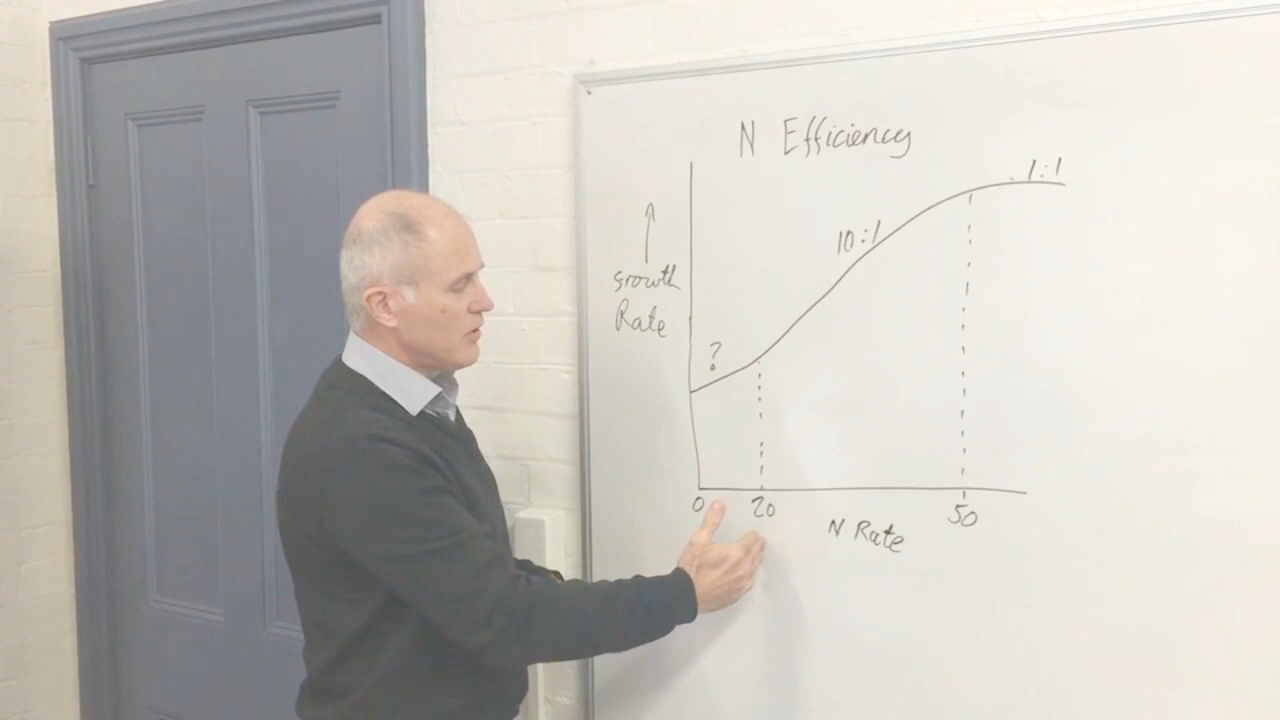 N Efficiency
1:1
10:1
↑
Growth
Rate
?
0 20 50
N Rate